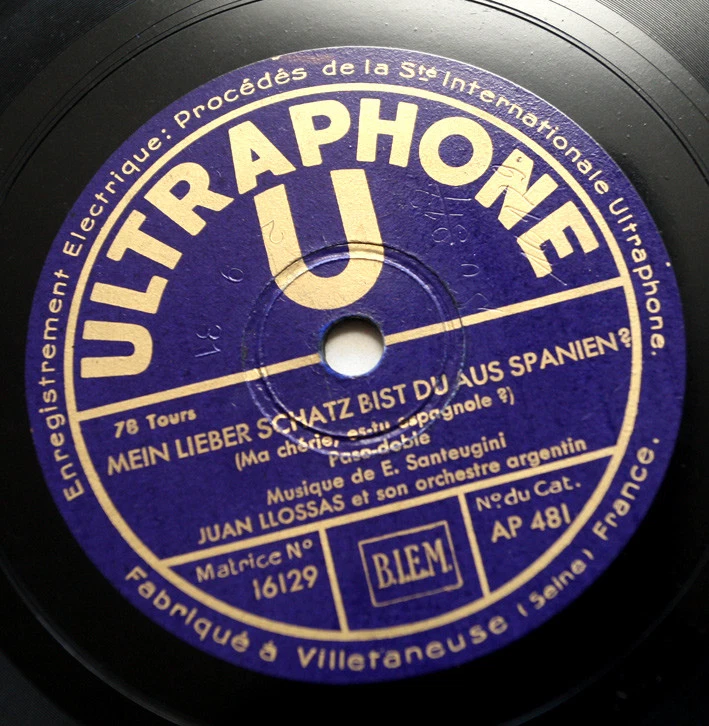 Enregistrement Electrique: Procédés de la Sté Internationale Ultraphone.
ULTRAPHONE
U
78 Tours
MEIN LIEBER SCHATZ BIST DU AUS SPANIEN?
(Ma chérie, es-tu espagnole?)
Paso-doble
Musique de E. Santeugini
JUAN LLOSSAS et son orchestre argentin
Matrice No
16129
B.I.E.M.
No du Cat.
AP 481
Fabriqué à Villetaneuse (Seine) France.